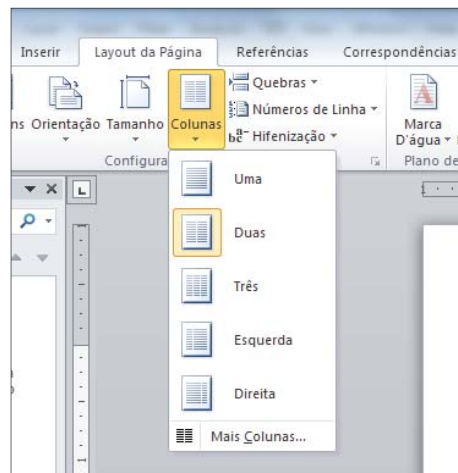 Inserir Layout da Página Referências Correspondências
Quebras
ns Orientação Tamanho Colunas Números de Linha Marca
Hifenização D'água
Configura Plano de
Uma
Duas
Três
Esquerda
Direita
Mais Colunas...